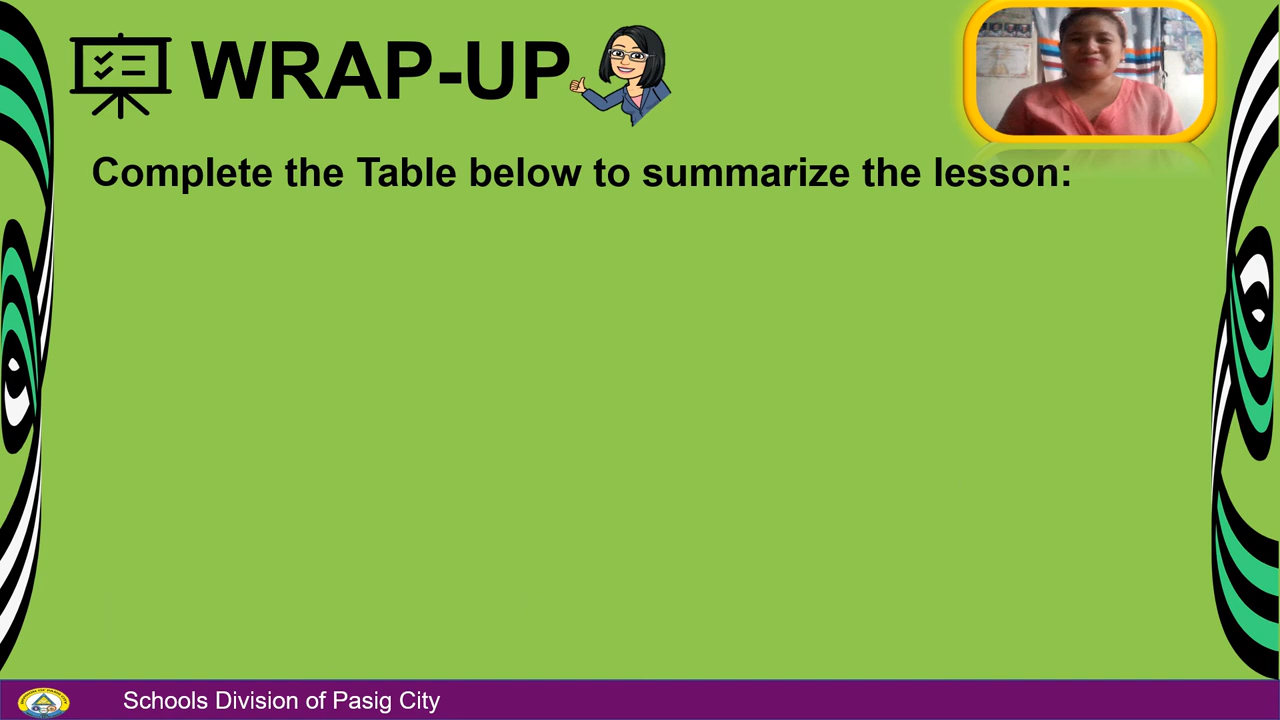 WRAP-UP
Complete the Table below to summarize the lesson:
Schools Division of Pasig City